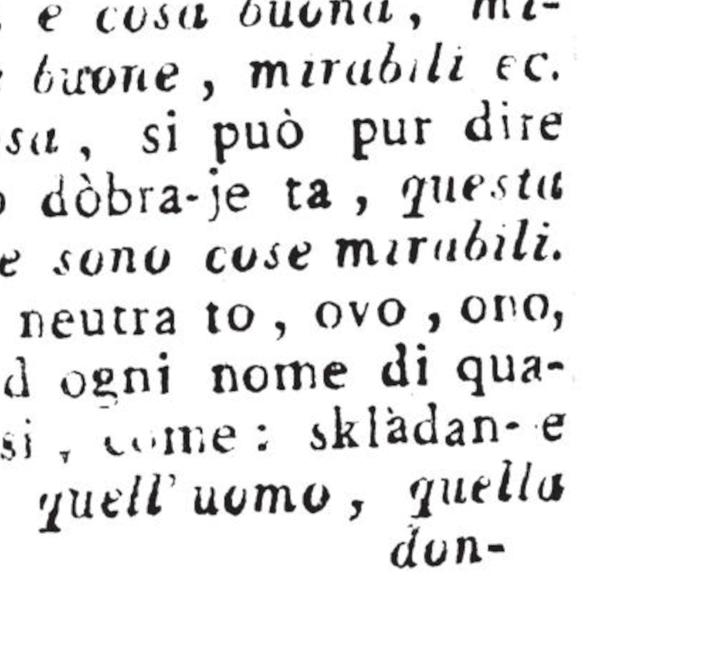 e cosa buona, mi-
buone, mirabili ec.
sa, si può pur dire
dòbra-je ta, questa
e sono cose mirabili.
neutra to, ovo, ono,
d ogni nome di qua-
si, come: sklàdan-e
quell' uomo, quella
don-